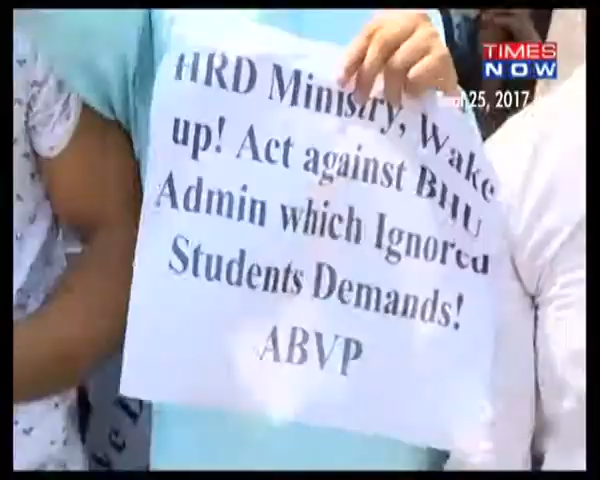 TIMES
NOW
25, 2017
HRD Ministry, Wake
up! Act against BHU
Admin which Ignored
Students Demands!
ABVP